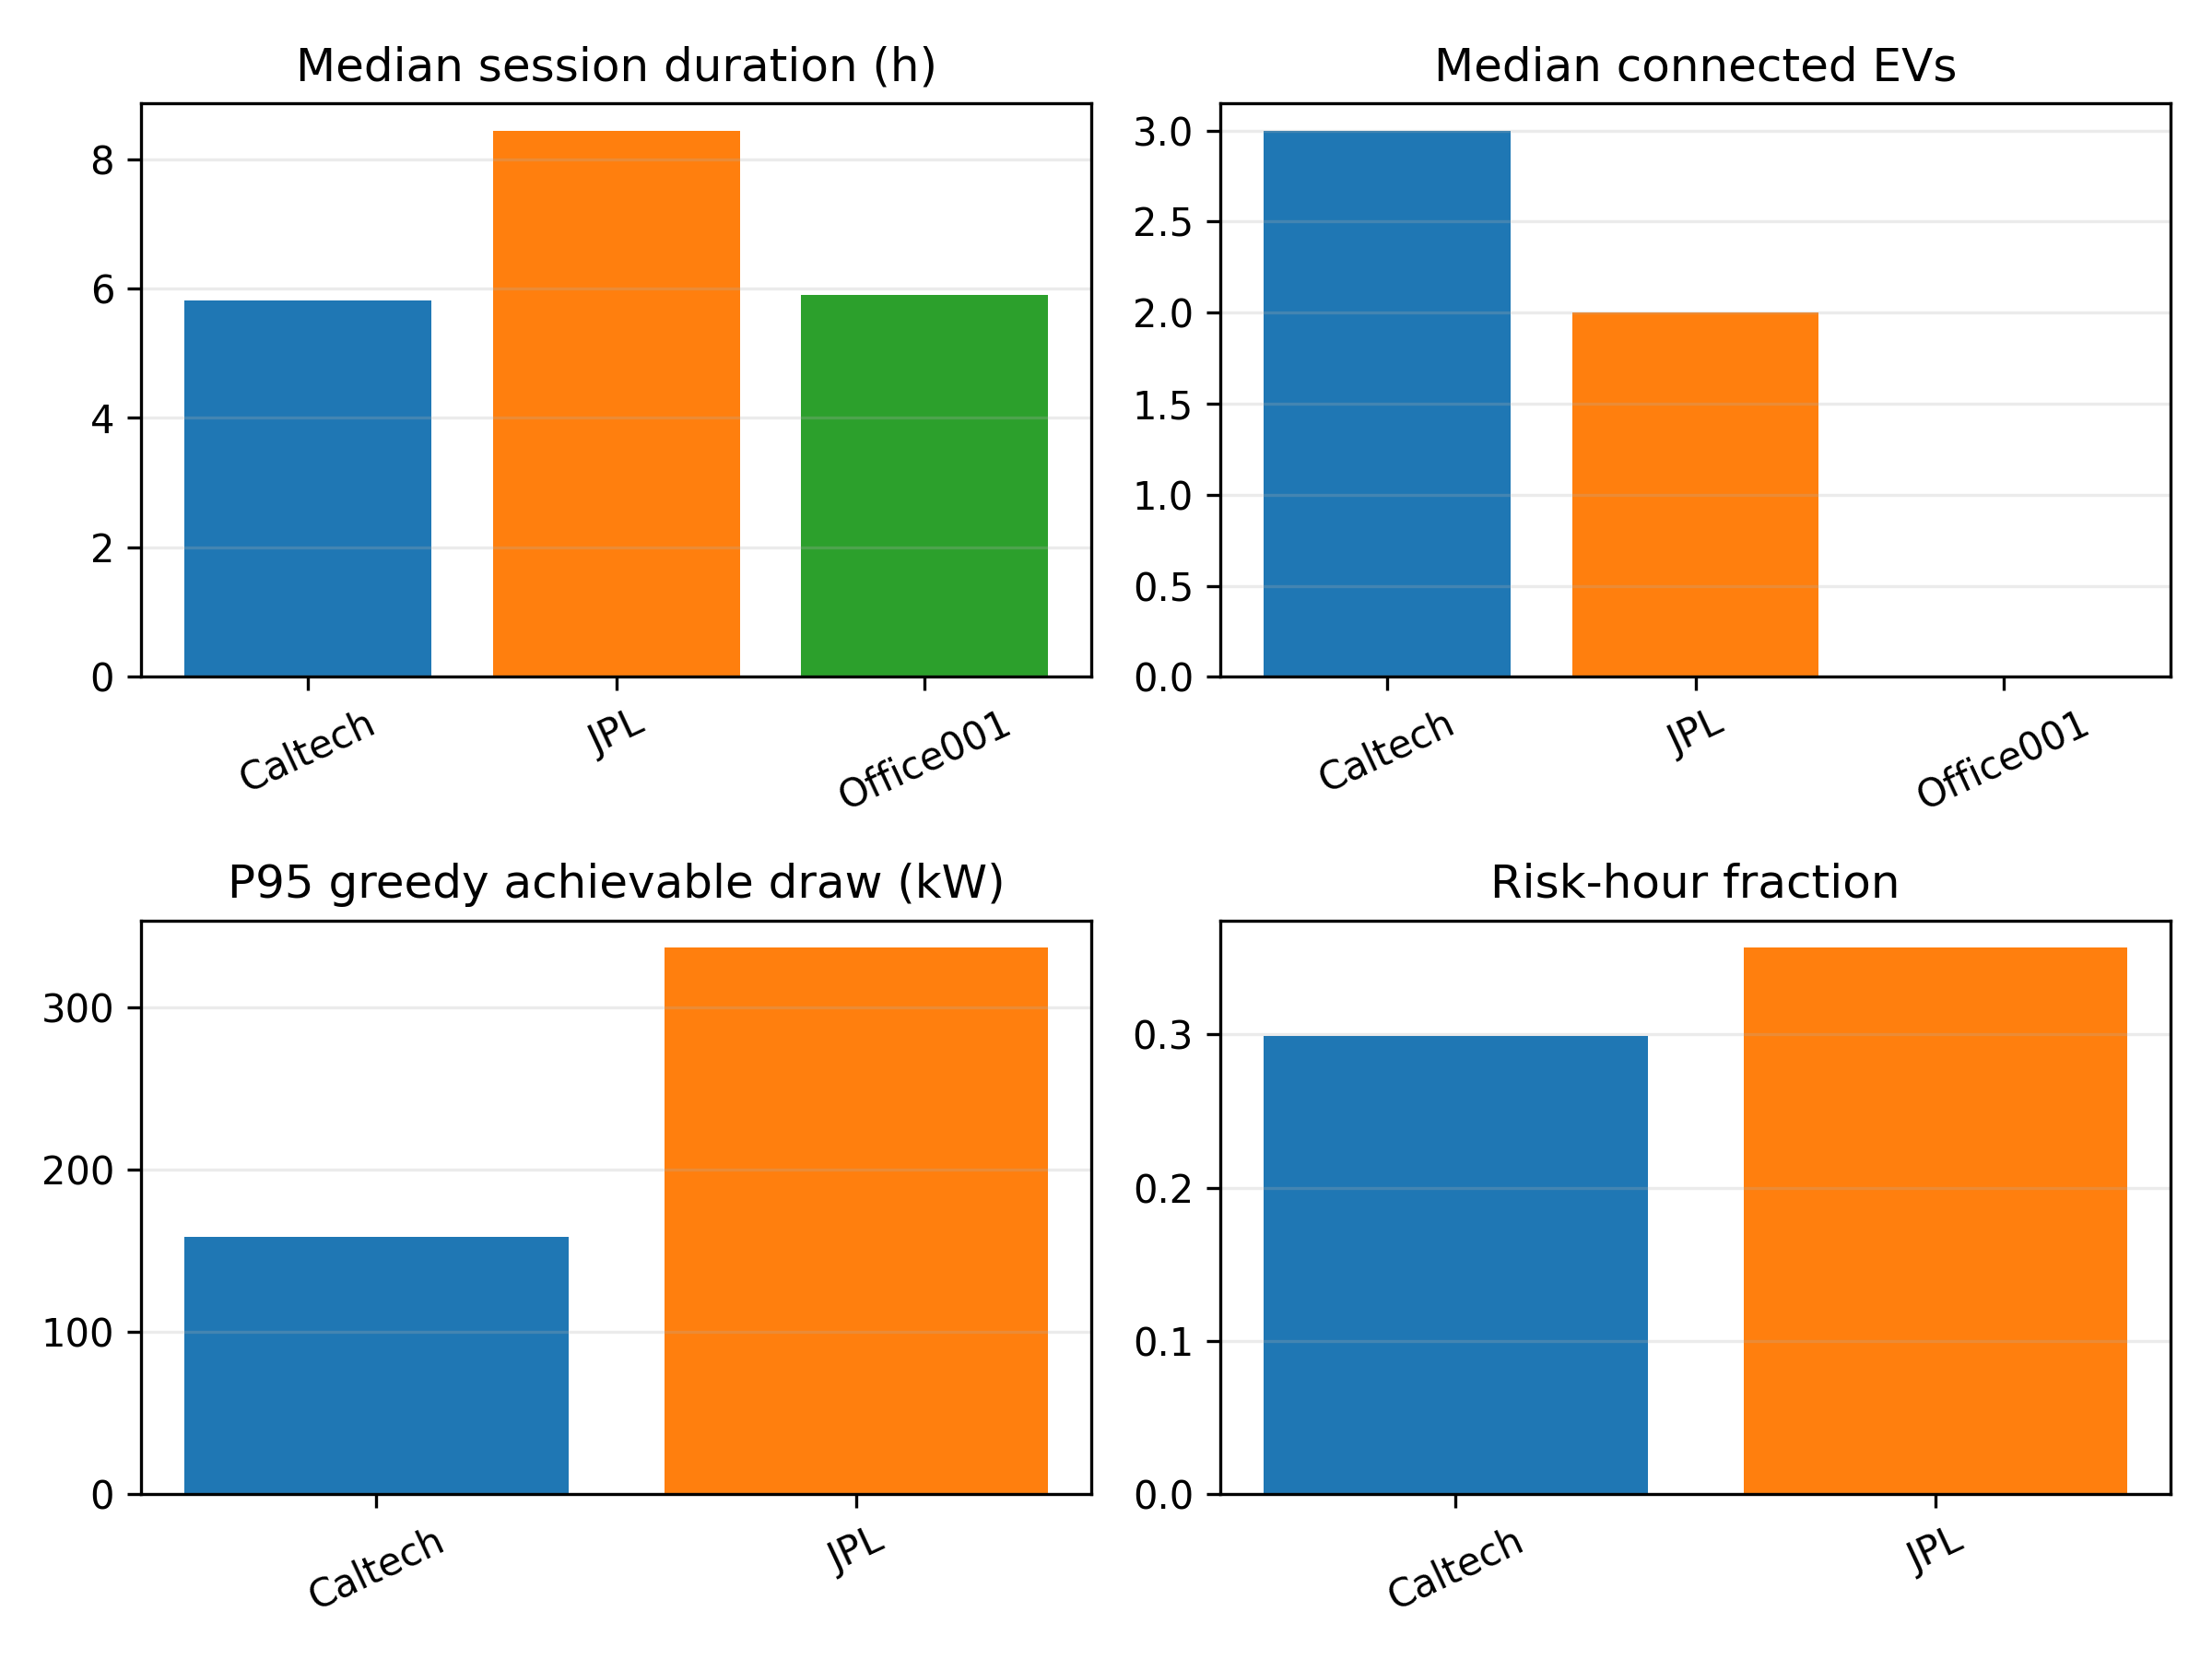 Median session duration (h)
8
6
4
2
0
Caltech
JPL
Office001
Median connected EVs
3.0
2.5
2.0
1.5
1.0
0.5
0.0
Caltech
JPL
Office001
P95 greedy achievable draw (kW)
300
200
100
0
Caltech
JPL
Risk-hour fraction
0.3
0.2
0.1
0.0
Caltech
JPL